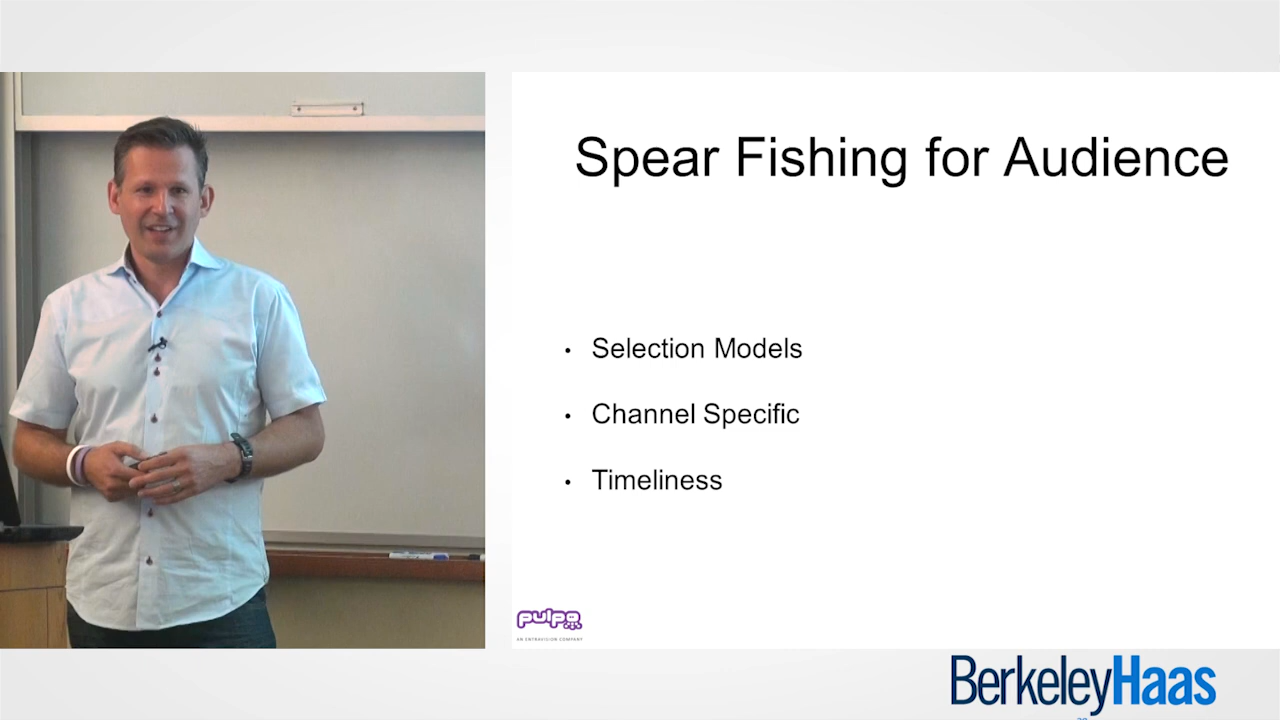 Spear Fishing for Audience
• Selection Models
• Channel Specific
• Timeliness
pulpo
AN ENTRAVISION COMPANY
BerkeleyHaas